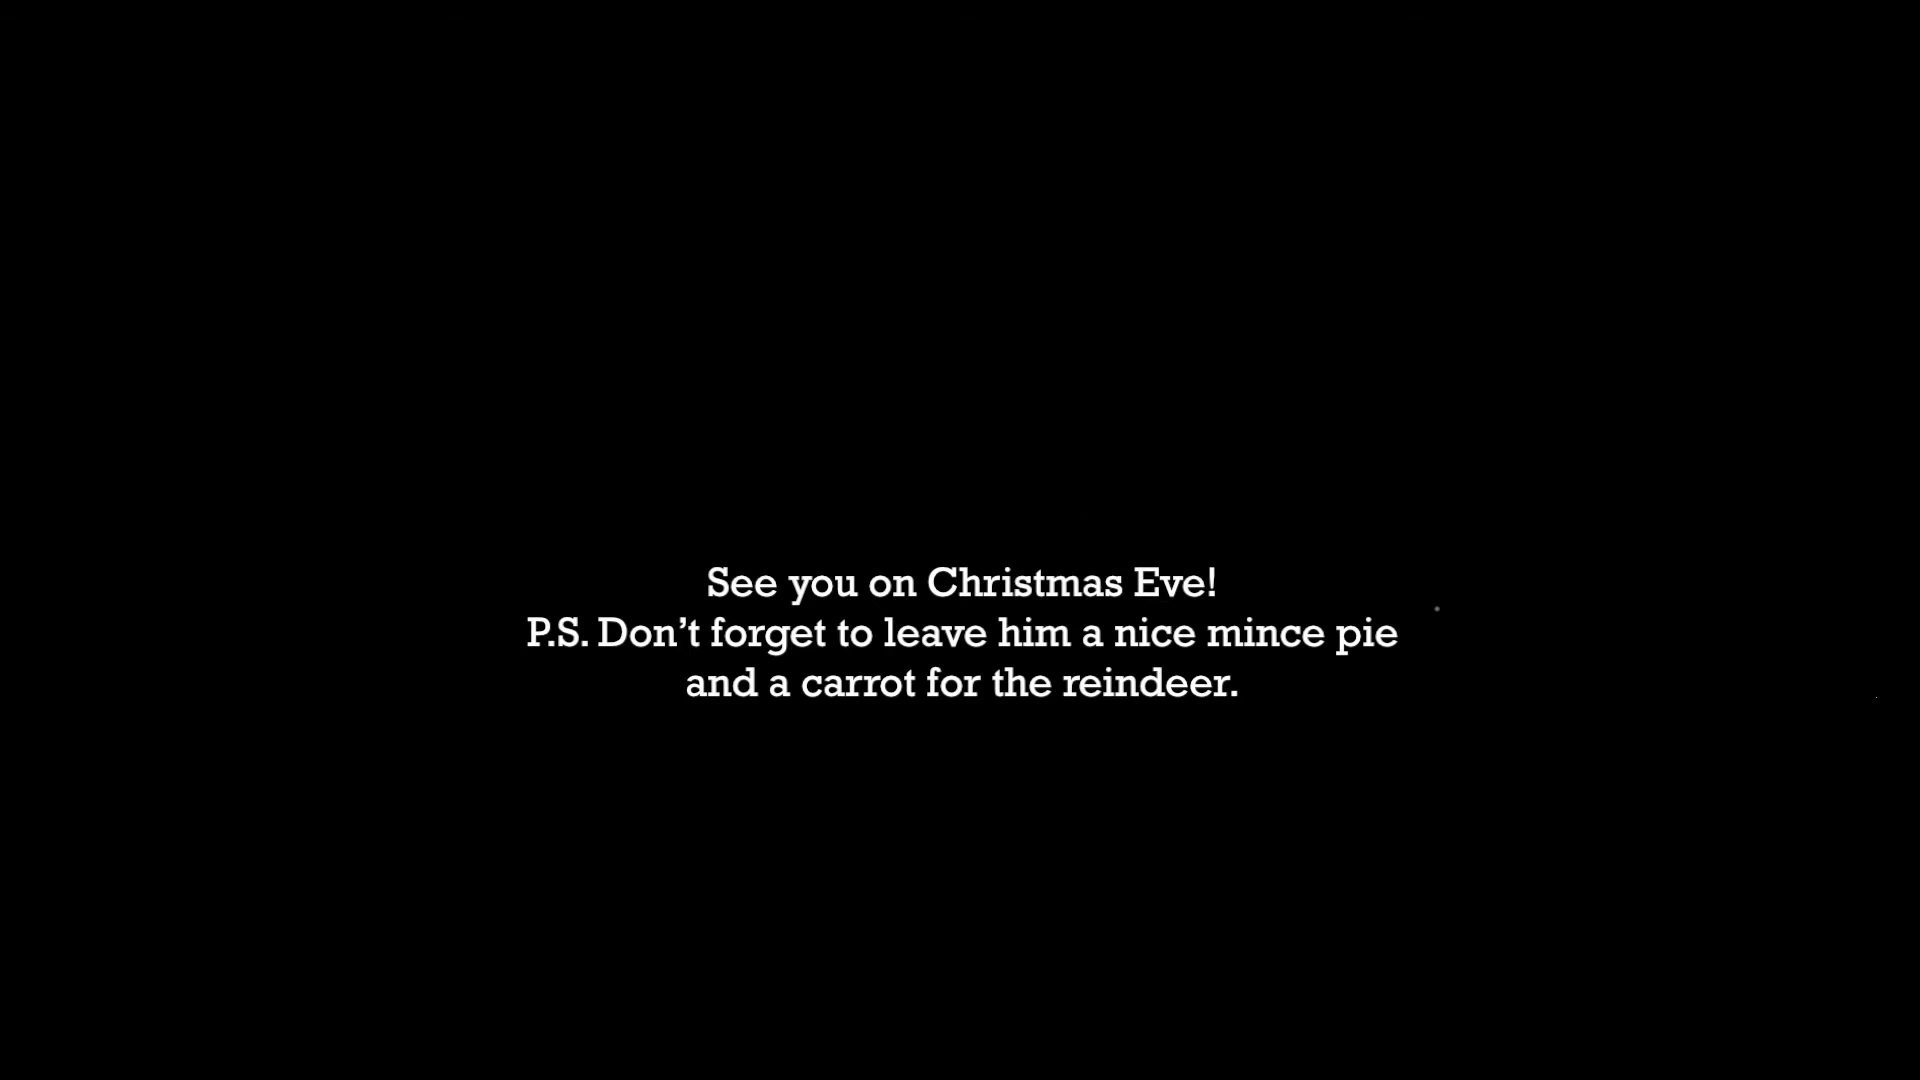 See you on Christmas Eve!
P.S. Don’t forget to leave him a nice mince pie
and a carrot for the reindeer.